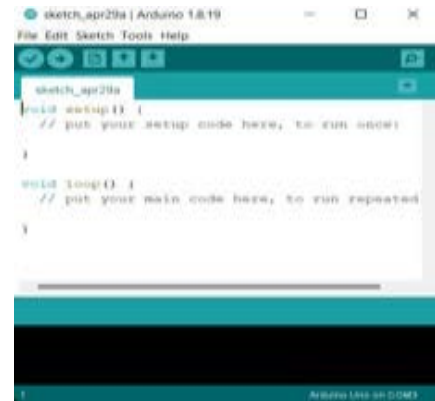 sketch_apr29a | Arduino 1.8.19
File Edit Sketch Tools Help
sketch_apr29a
void setup() {
// put your setup code here, to run once:
}
void loop() {
// put your main code here, to run repeated
}
1
Arduino Uno on COM3